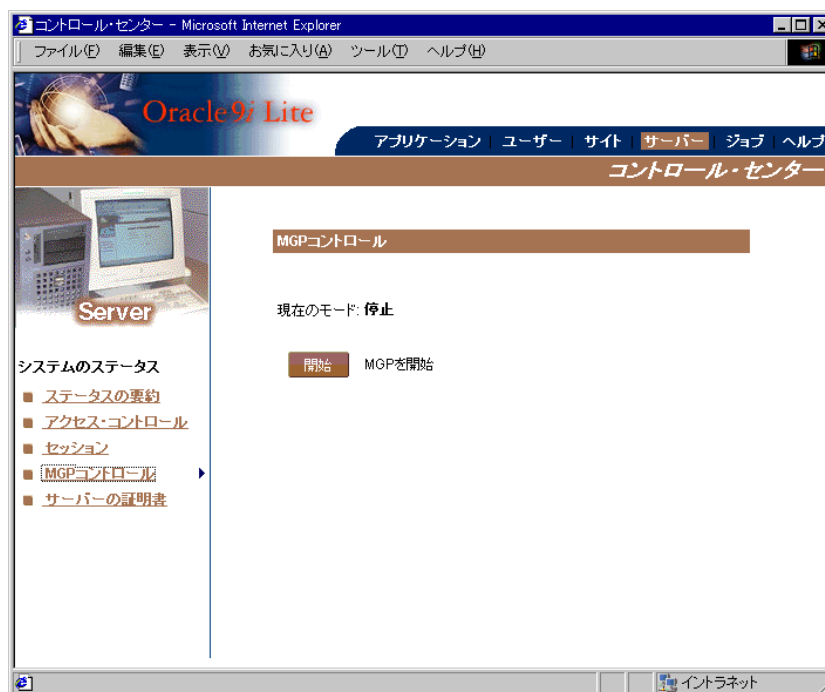 コントロール・センター - Microsoft Internet Explorer
ファイル(F) 編集(E) 表示(V) お気に入り(A) ツール(T) ヘルプ(H)
Oracle9i Lite
アプリケーション ユーザー サイト サーバー ジョブ ヘルプ
コントロール・センター
Server
MGPコントロール
現在のモード: 停止
開始 MGPを開始
システムのステータス
ステータスの要約
アクセス・コントロール
セッション
MGPコントロール
サーバーの証明書
イントラネット